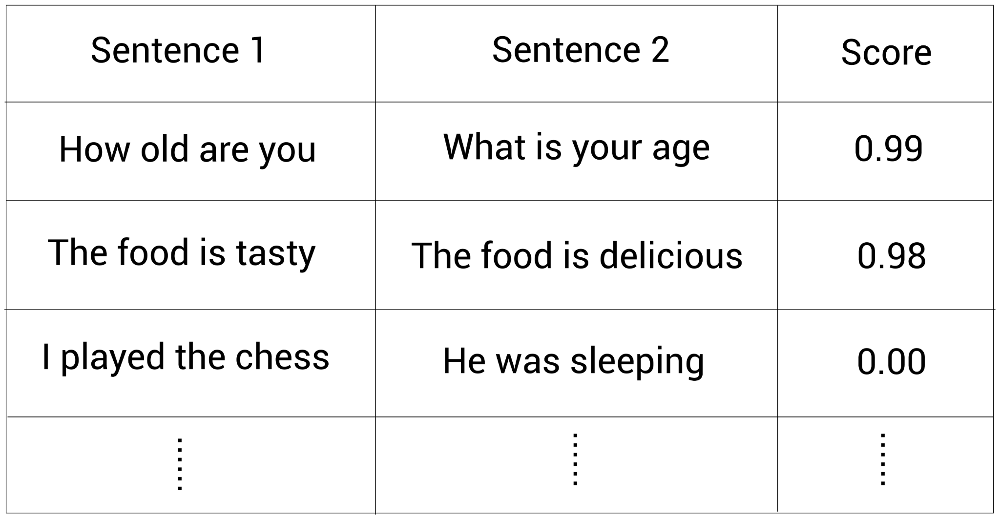 Sentence 1 Sentence 2 Score
How old are you What is your age 0.99
The food is tasty The food is delicious 0.98
I played the chess He was sleeping 0.00